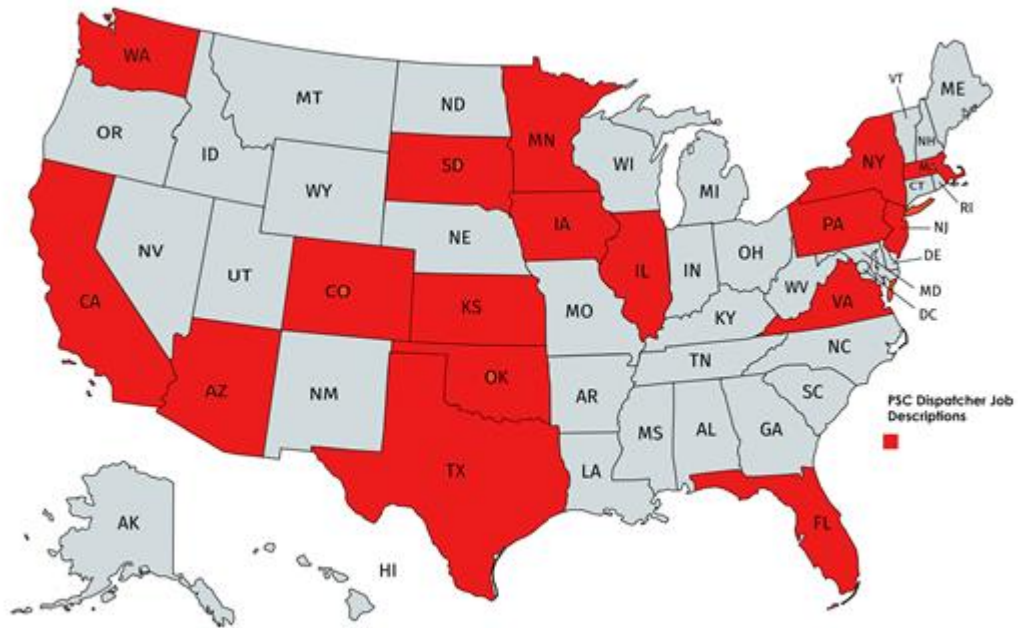 WA
MT
ND
MN
VT
ME
OR
ID
SD
WI
NH
NY
WY
MI
MA
CT
RI
IA
PA
NJ
NE
NV
OH
IL
IN
DE
UT
CO
WV
MD
CA
KS
MO
VA
DC
KY
NC
TN
OK
AZ
NM
AR
SC
PSC Dispatcher Job
Descriptions
MS
AL
GA
TX
LA
FL
AK
HI